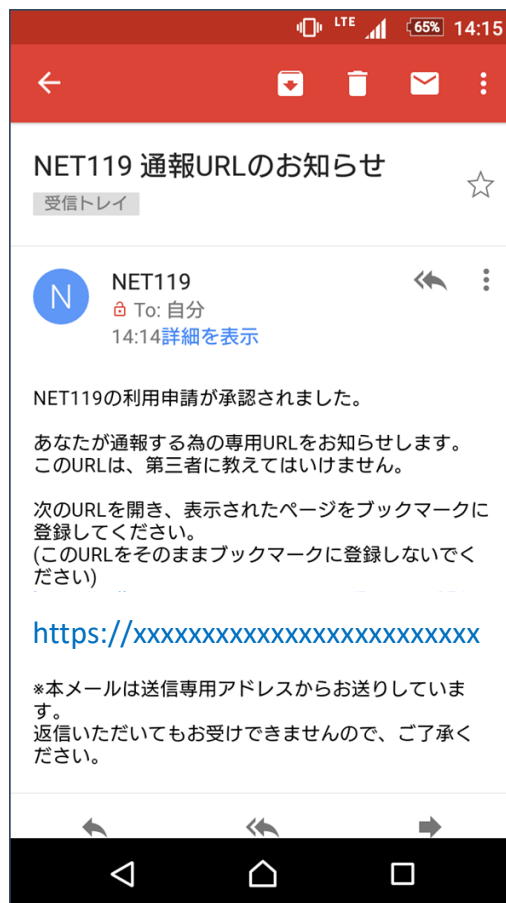 LTE 65% 14:15
NET119 通報URLのお知らせ
受信トレイ
N
NET119
To: 自分
14:14詳細を表示
NET119の利用申請が承認されました。
あなたが通報する為の専用URLをお知らせします。
このURLは、第三者に教えてはいけません。
次のURLを開き、表示されたページをブックマークに
登録してください。
(このURLをそのままブックマークに登録しないでく
ださい)
https://xxxxxxxxxxxxxxxxxxxxxxxxx
*本メールは送信専用アドレスからお送りしていま
す。
返信いただいてもお受けできませんので、ご了承く
ださい。